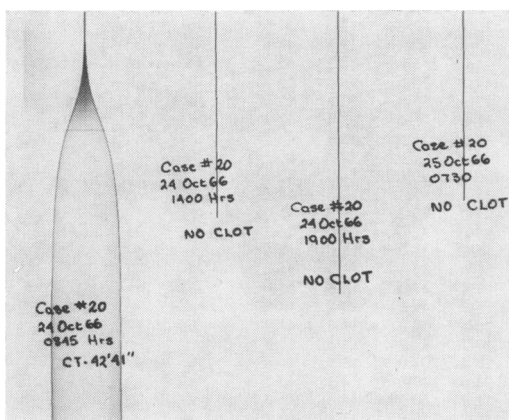 Case #20
24 Oct 66
0845 Hrs
CT-42'41"
Case #20
24 Oct 66
1400 Hrs
NO CLOT
Case #20
24 Oct 66
1900 Hrs
NO CLOT
Case #20
25 Oct 66
0730
NO CLOT